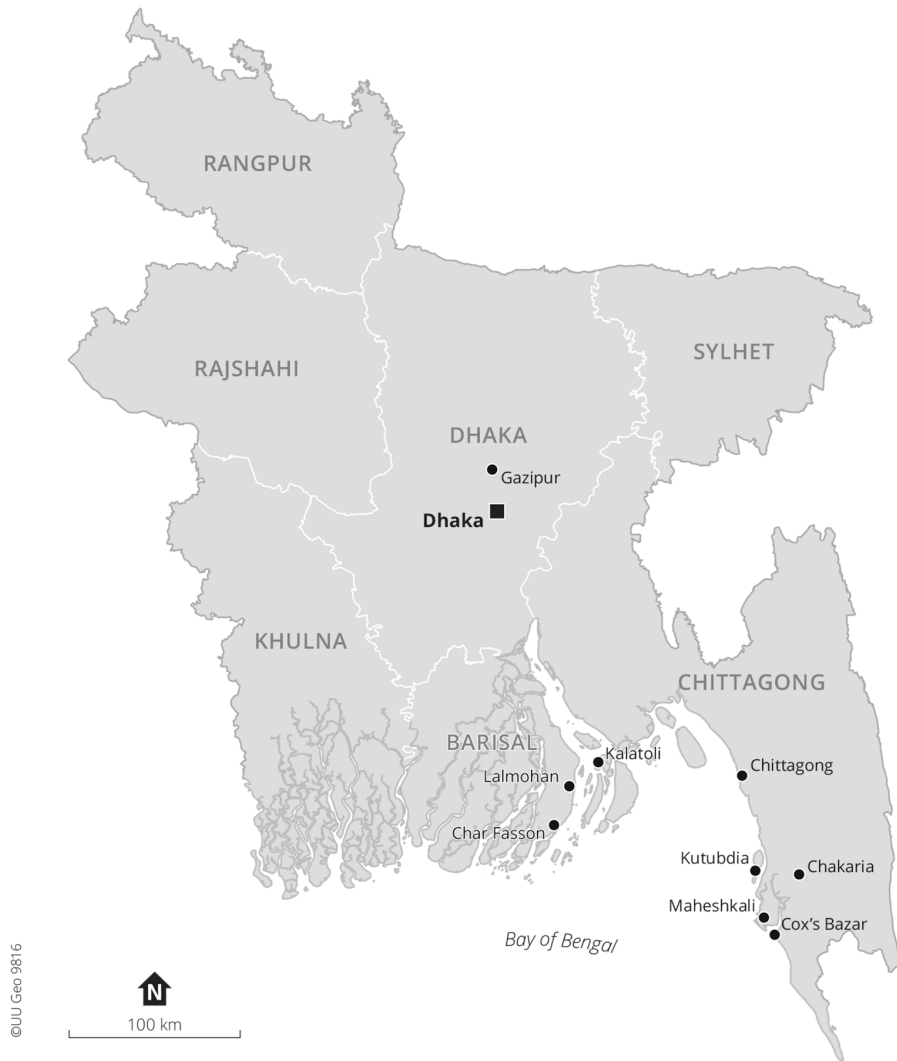 RANGPUR
SYLHET
RAJSHAHI
DHAKA
Gazipur
Dhaka
KHULNA
CHITTAGONG
BARISAL
Kalatoli
Chittagong
Lalmohan
Char Fasson
Kutubdia
Chakaria
Maheshkali
Cox's Bazar
Bay of Bengal
©UU Geo 9816
N
100 km